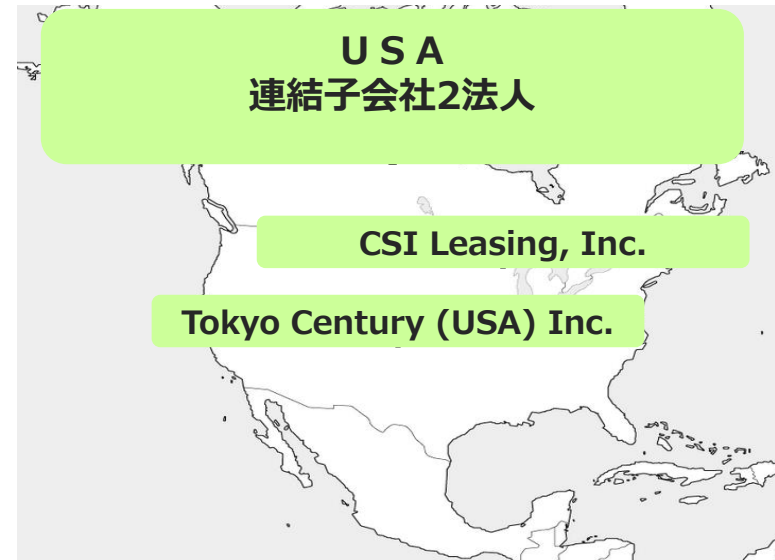 ＵＳＡ
連結子会社2法人
CSI Leasing, Inc.
Tokyo Century (USA) Inc.